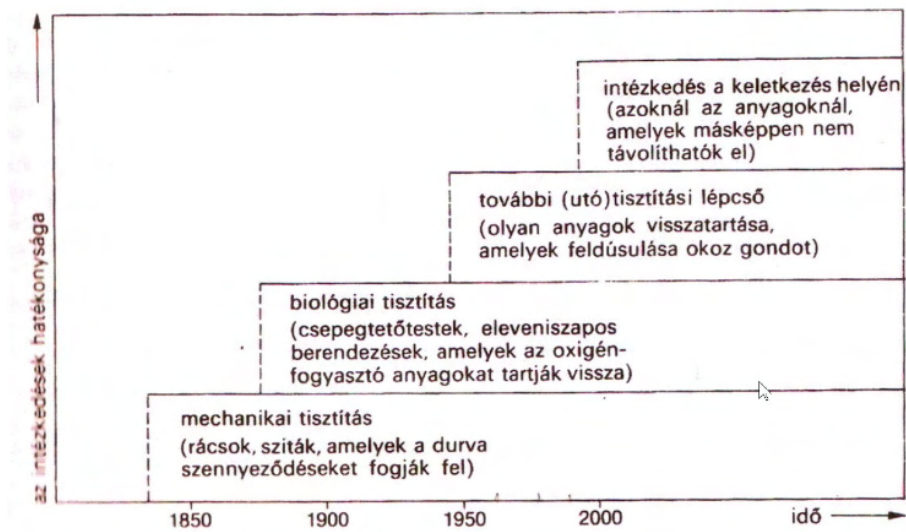 az intézkedések hatékonysága
intézkedés a keletkezés helyén
(azoknál az anyagoknál,
amelyek másképpen nem
távolíthatók el)
további (utó)tisztítási lépcső
(olyan anyagok visszatartása,
amelyek feldúsulása okoz gondot)
biológiai tisztítás
(csepegtetőtestek, eleveniszapos
berendezések, amelyek az oxigén-
fogyasztó anyagokat tartják vissza)
mechanikai tisztítás
(rácsok, sziták, amelyek a durva
szennyeződéseket fogják fel)
1850 1900 1950 2000 idő